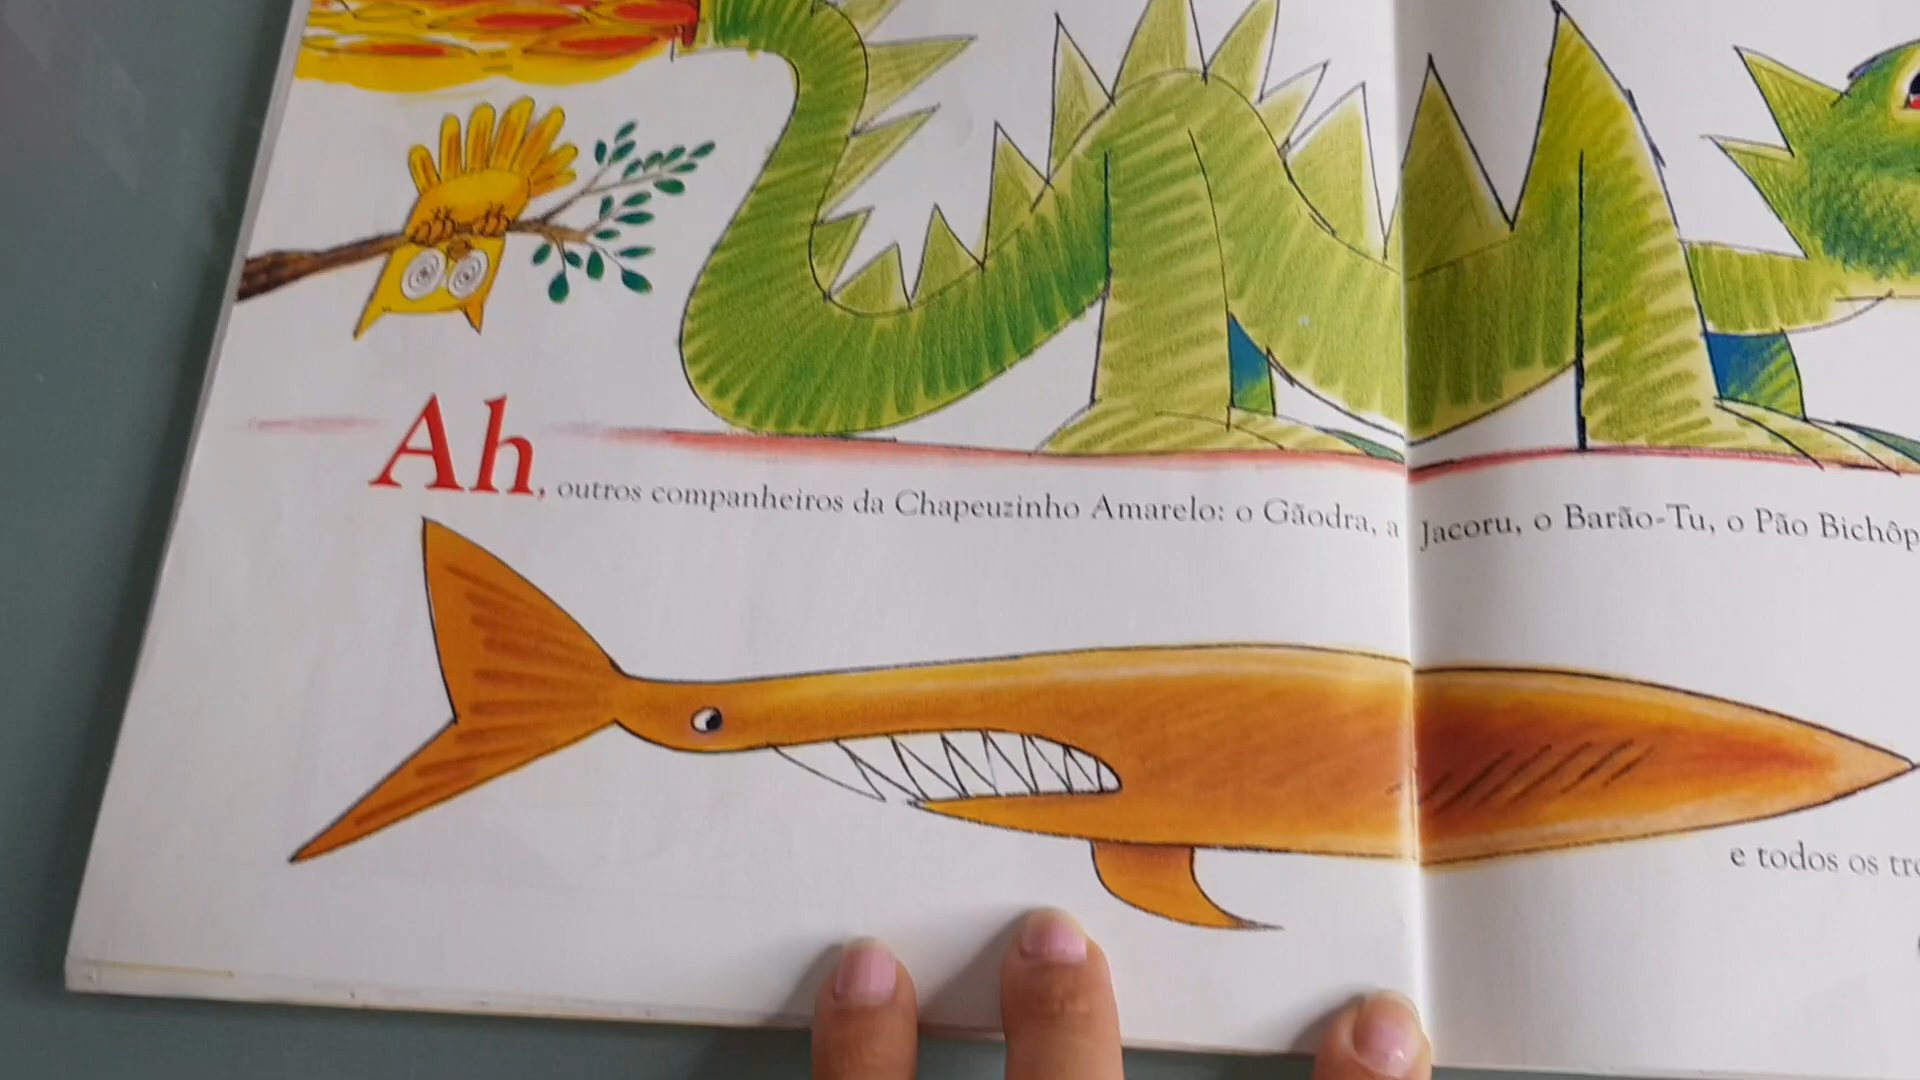 Ah, outros companheiros da Chapeuzinho Amarelo: o Gãodra, a Jacoru, o Barão-Tu, o Pão Bichôp
e todos os